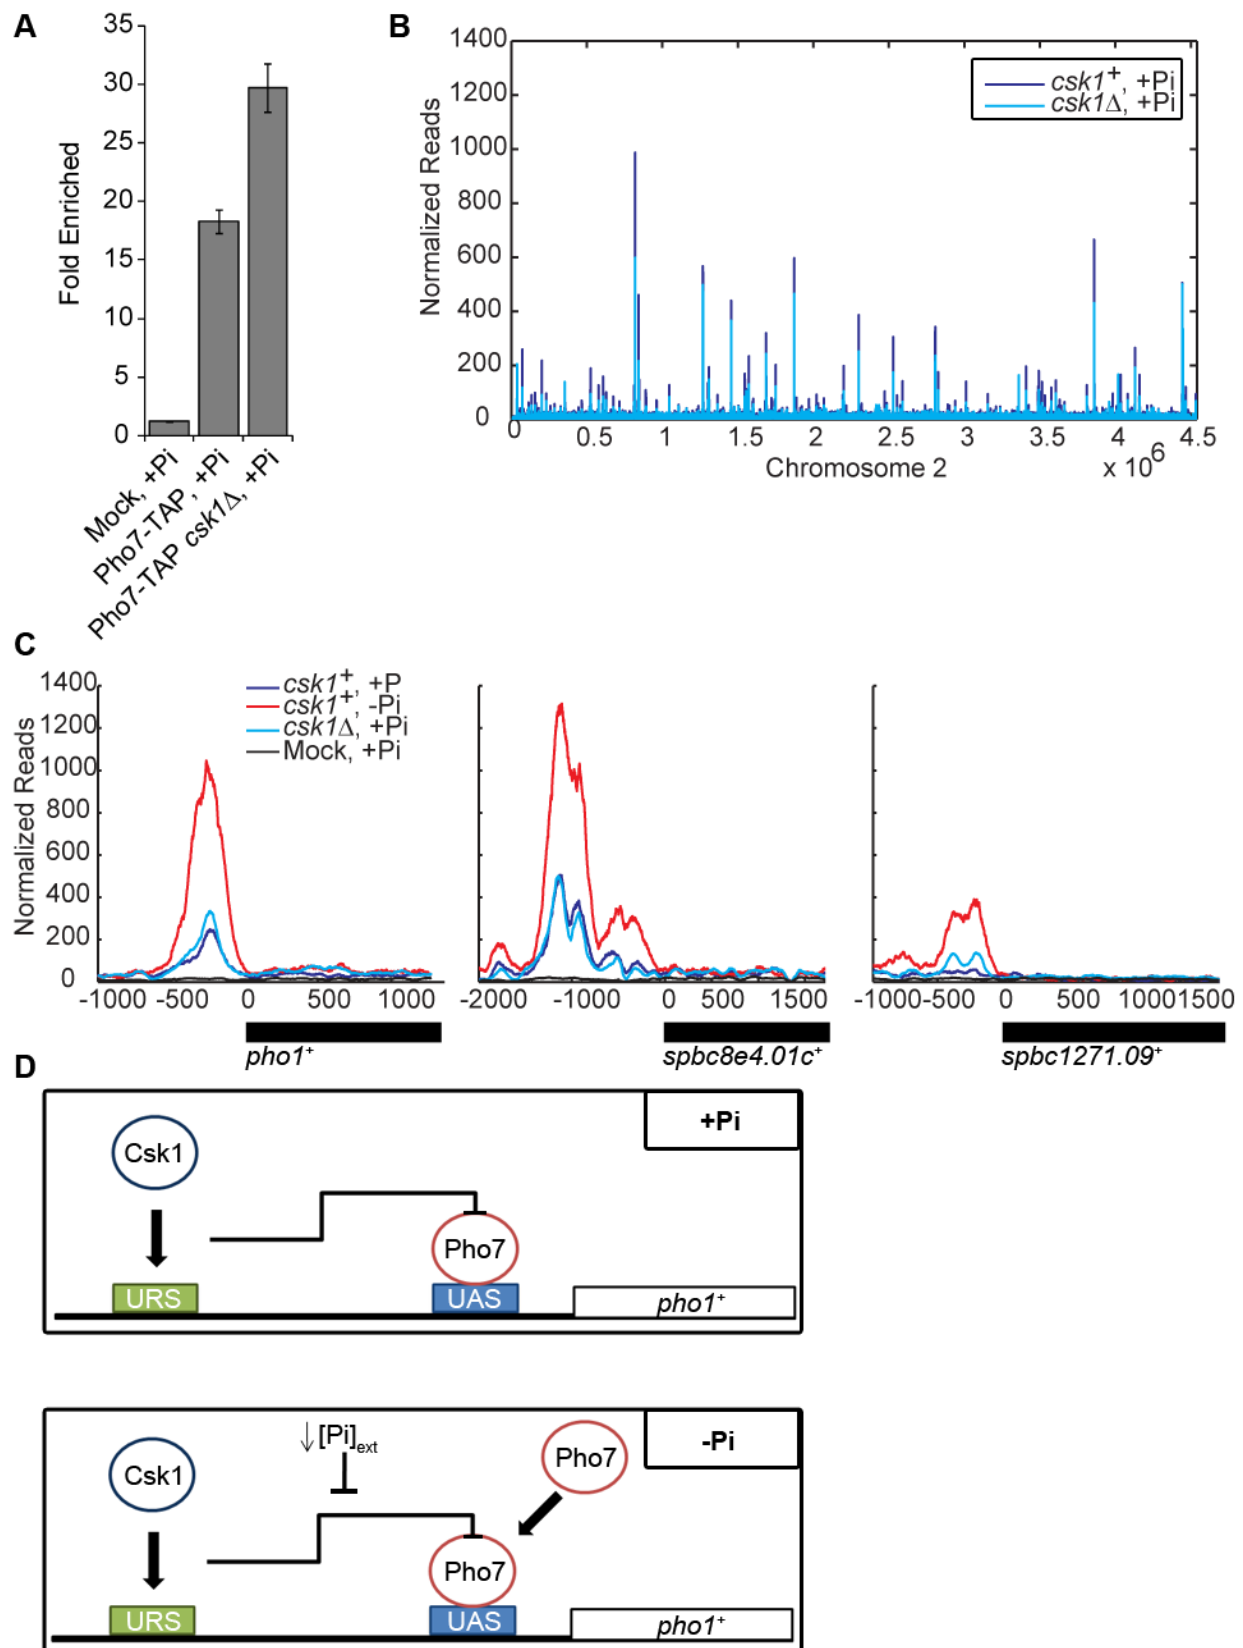 A
Fold Enriched
35
30
25
20
15
10
5
0
Mock, +Pi
Pho7-TAP, +Pi
Pho7-TAP csk1Δ, +Pi
B
Normalized Reads
1400
1200
1000
800
600
400
200
0
csk1+, +Pi
csk1Δ, +Pi
0 0.5 1 1.5 2 2.5 3 3.5 4 4.5
Chromosome 2 x 10^6
C
Normalized Reads
1400
1200
1000
800
600
400
200
0
csk1+, +P
csk1+, -Pi
csk1Δ, +Pi
Mock, +Pi
-1000 -500 0 500 1000
pho1+
-2000 -1000 0 500 1500
spbc8e4.01c+
-1000 -500 0 500 1000 1500
spbc1271.09+
D
+Pi
Csk1
Pho7
URS UAS pho1+
-Pi
↓[Pi]ext
Csk1 Pho7
Pho7
URS UAS pho1+